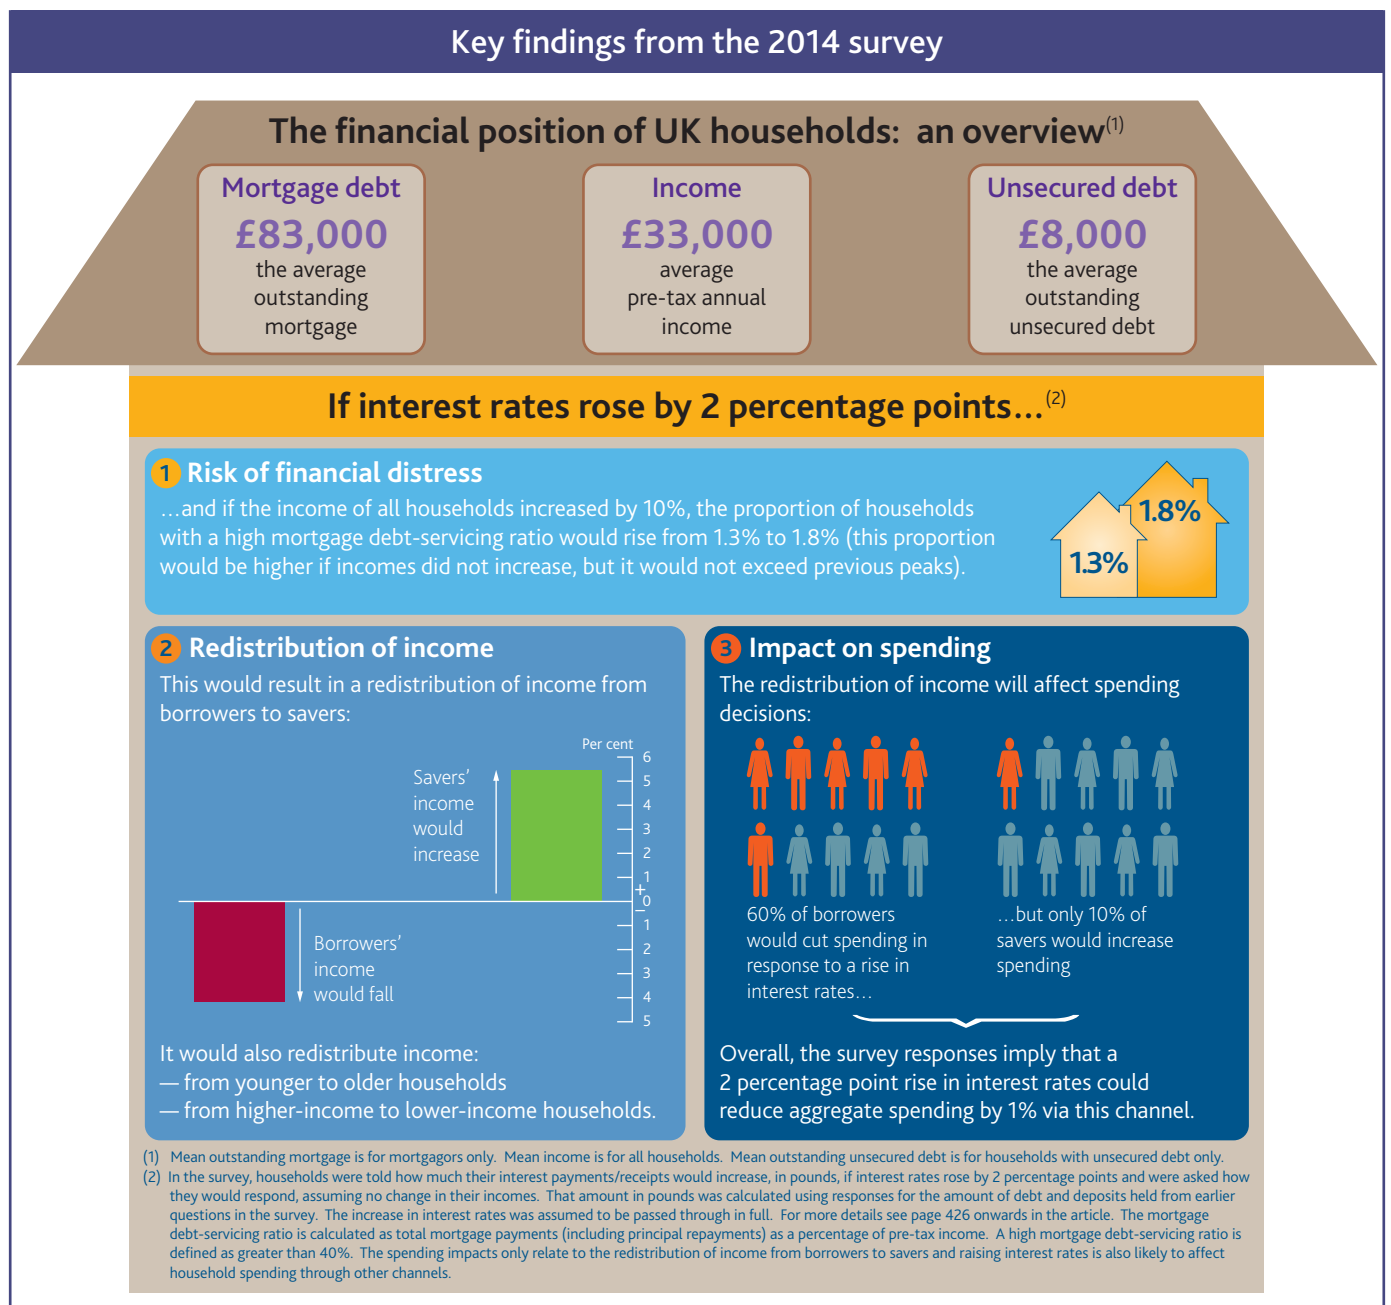 Key findings from the 2014 survey
The financial position of UK households:  an overview(1)
Mortgage debt
£83,000
the average
outstanding
mortgage
Income
£33,000
average
pre-tax annual
income
Unsecured debt
£8,000
the average
outstanding
unsecured debt
If interest rates rose by 2 percentage points…(2)
1 Risk of financial distress
…and if the income of all households increased by 10%, the proportion of households
with a high mortgage debt-servicing ratio would rise from 1.3% to 1.8% (this proportion
would be higher if incomes did not increase, but it would not exceed previous peaks).
1.3%
1.8%
2 Redistribution of income
This would result in a redistribution of income from
borrowers to savers:
Per cent
Savers’
income
would
increase
Borrowers’
income
would fall
6
5
4
3
2
1
+
0
–
1
2
3
4
5
It would also redistribute income:
— from younger to older households
— from higher-income to lower-income households.
3 Impact on spending
The redistribution of income will affect spending
decisions:
60% of borrowers
would cut spending in
response to a rise in
interest rates…
…but only 10% of
savers would increase
spending
Overall, the survey responses imply that a
2 percentage point rise in interest rates could
reduce aggregate spending by 1% via this channel.
(1) Mean outstanding mortgage is for mortgagors only.  Mean income is for all households.  Mean outstanding unsecured debt is for households with unsecured debt only.
(2) In the survey, households were told how much their interest payments/receipts would increase, in pounds, if interest rates rose by 2 percentage points and were asked how
they would respond, assuming no change in their incomes.  That amount in pounds was calculated using responses for the amount of debt and deposits held from earlier
questions in the survey.  The increase in interest rates was assumed to be passed through in full.  For more details see page 426 onwards in the article.  The mortgage
debt-servicing ratio is calculated as total mortgage payments (including principal repayments) as a percentage of pre-tax income.  A high mortgage debt-servicing ratio is
defined as greater than 40%.  The spending impacts only relate to the redistribution of income from borrowers to savers and raising interest rates is also likely to affect
household spending through other channels.